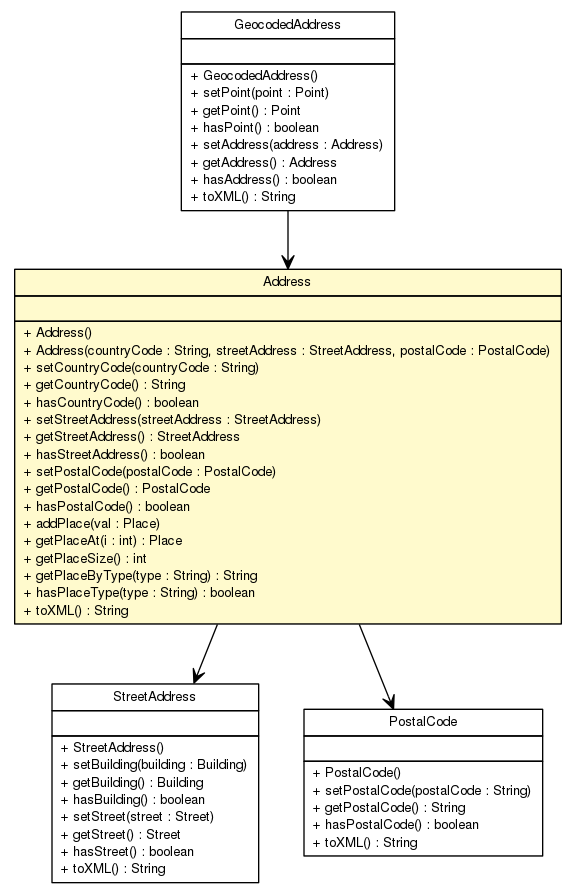 GeocodedAddress
+ GeocodedAddress()
+ setPoint(point : Point)
+ getPoint() : Point
+ hasPoint() : boolean
+ setAddress(address : Address)
+ getAddress() : Address
+ hasAddress() : boolean
+ toXML() : String
Address
+ Address()
+ Address(countryCode : String, streetAddress : StreetAddress, postalCode : PostalCode)
+ setCountryCode(countryCode : String)
+ getCountryCode() : String
+ hasCountryCode() : boolean
+ setStreetAddress(streetAddress : StreetAddress)
+ getStreetAddress() : StreetAddress
+ hasStreetAddress() : boolean
+ setPostalCode(postalCode : PostalCode)
+ getPostalCode() : PostalCode
+ hasPostalCode() : boolean
+ addPlace(val : Place)
+ getPlaceAt(i : int) : Place
+ getPlaceSize() : int
+ getPlaceByType(type : String) : String
+ hasPlaceType(type : String) : boolean
+ toXML() : String
StreetAddress
+ StreetAddress()
+ setBuilding(building : Building)
+ getBuilding() : Building
+ hasBuilding() : boolean
+ setStreet(street : Street)
+ getStreet() : Street
+ hasStreet() : boolean
+ toXML() : String
PostalCode
+ PostalCode()
+ setPostalCode(postalCode : String)
+ getPostalCode() : String
+ hasPostalCode() : boolean
+ toXML() : String